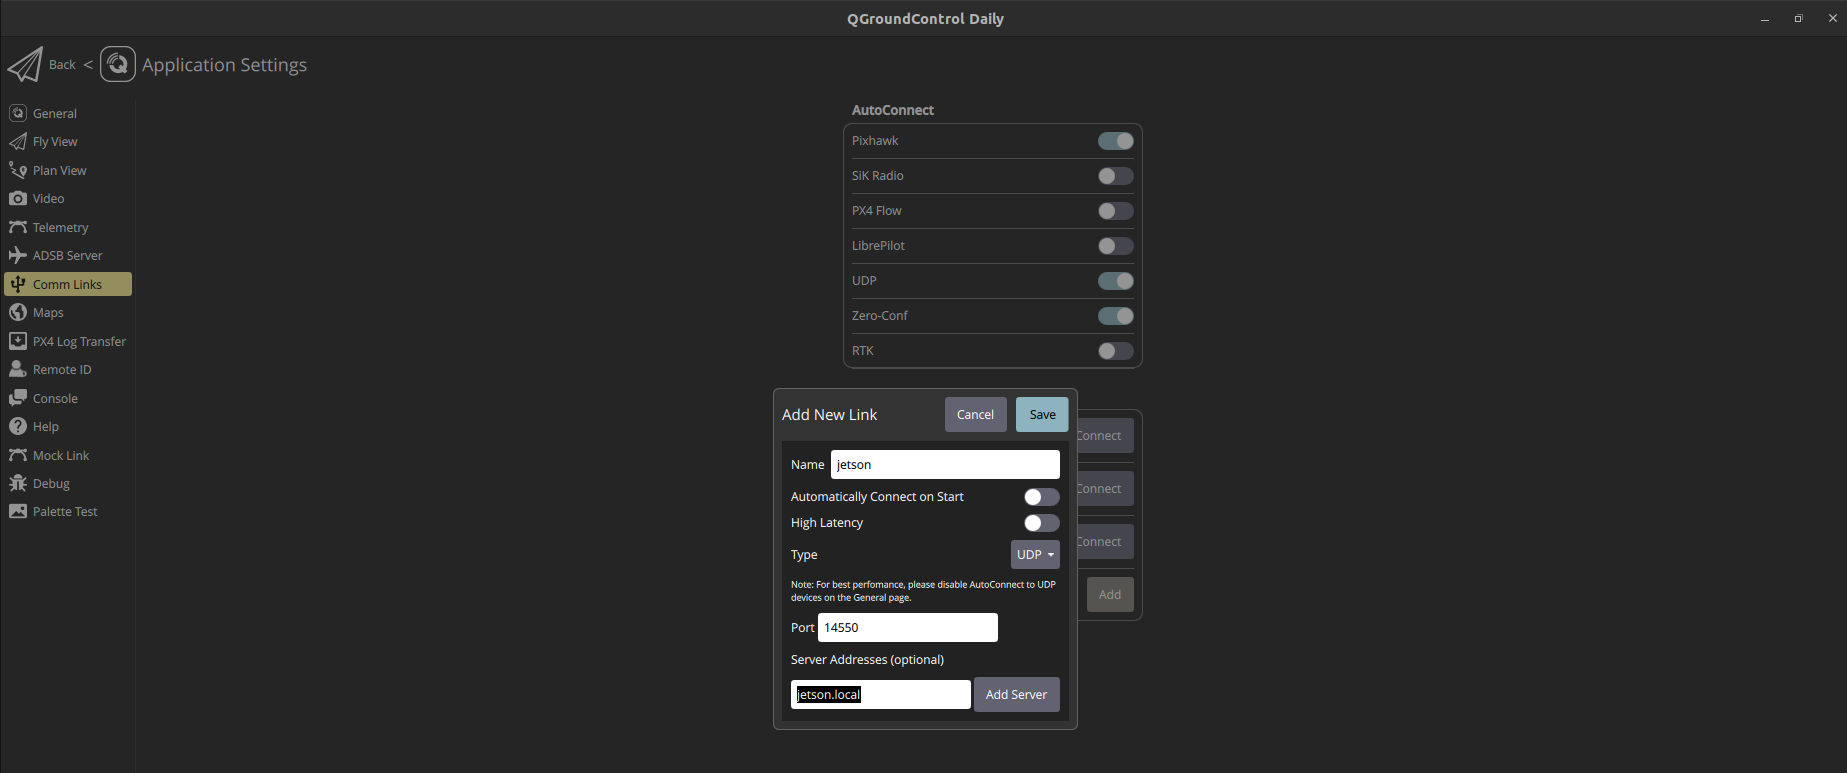 QGroundControl Daily
Back < Application Settings
General
Fly View
Plan View
Video
Telemetry
ADSB Server
Comm Links
Maps
PX4 Log Transfer
Remote ID
Console
Help
Mock Link
Debug
Palette Test
AutoConnect
Pixhawk
SiK Radio
PX4 Flow
LibrePilot
UDP
Zero-Conf
RTK
Add New Link Cancel Save
Name jetson
Automatically Connect on Start
High Latency
Type UDP
Note: For best perfomance, please disable AutoConnect to UDP
devices on the General page.
Port 14550
Server Addresses (optional)
jetson.local Add Server
Connect
Connect
Connect
Add